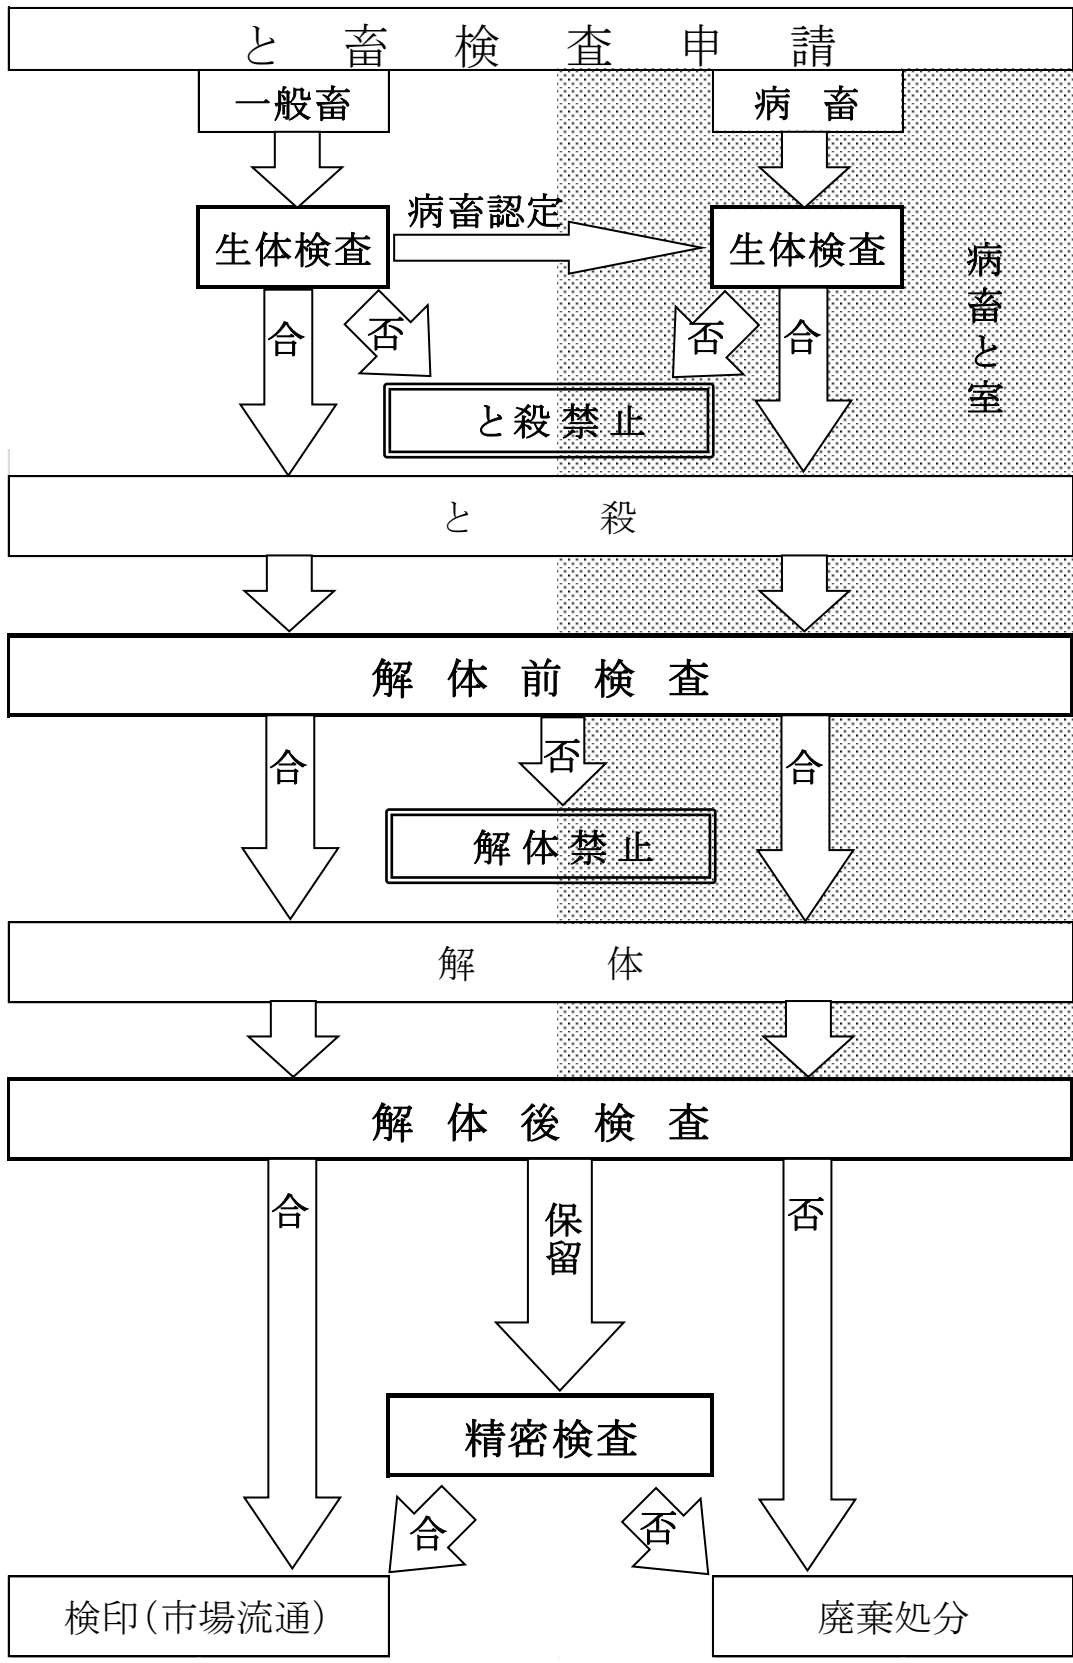 と畜検査申請
一般畜
病畜
病畜認定
生体検査
生体検査
病畜と室
合
否
否
合
と殺禁止
と殺
解体前検査
合
否
合
解体禁止
解体
解体後検査
合
保留
否
精密検査
合
否
検印(市場流通)
廃棄処分